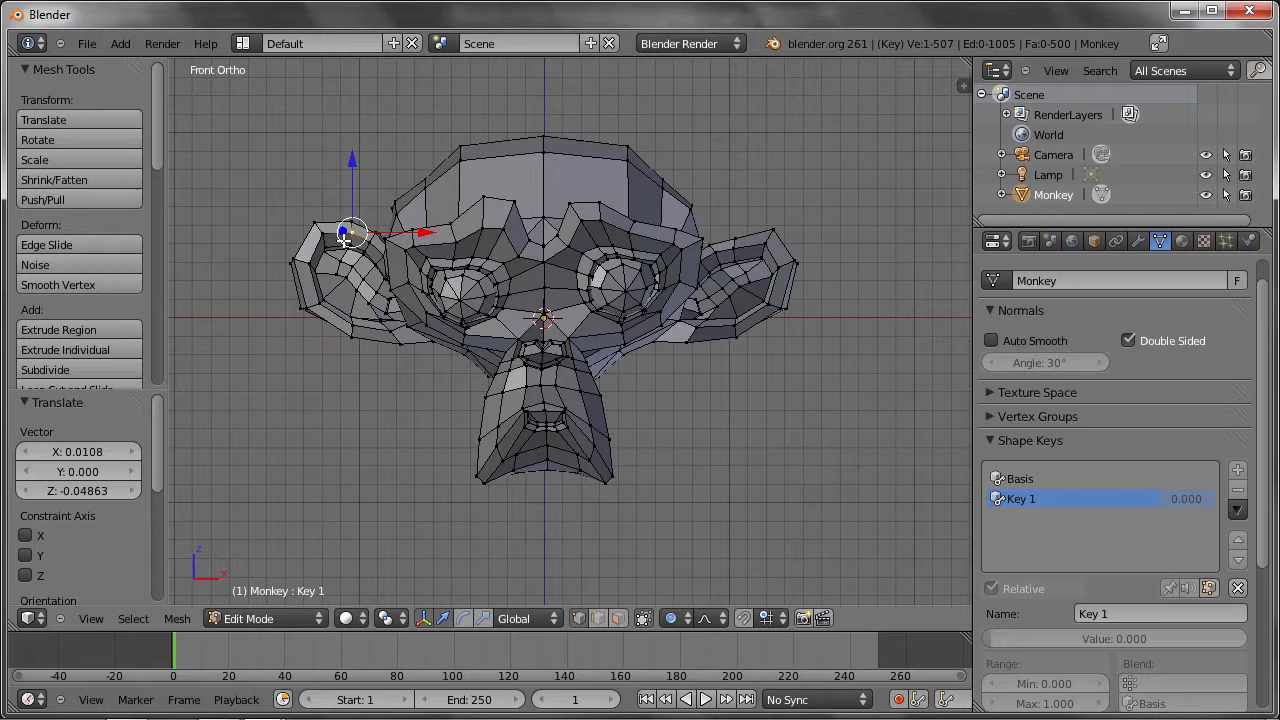 Blender
File Add Render Help Default Scene Blender Render blender.org 261 | (Key) Ve:1-507 | Ed:0-1005 | Fa:0-500 | Monkey
Mesh Tools
Transform:
Translate
Rotate
Scale
Shrink/Fatten
Push/Pull
Deform:
Edge Slide
Noise
Smooth Vertex
Add:
Extrude Region
Extrude Individual
Subdivide
Translate
Vector
X: 0.0108
Y: 0.000
Z: -0.04863
Constraint Axis
X
Y
Z
Orientation
Front Ortho
z
x
(1) Monkey : Key 1
View Select Mesh Edit Mode Global
-40 -20 0 20 40 60 80 100 120 140 160 180 200 220 240 260
View Marker Frame Playback Start: 1 End: 250 1 No Sync
View Search All Scenes
Scene
RenderLayers |
World
Camera |
Lamp |
Monkey |
Monkey F
Normals
Auto Smooth Double Sided
Angle: 30°
Texture Space
Vertex Groups
Shape Keys
Basis
Key 1 0.000
Relative
Name: Key 1
Value: 0.000
Range: Blend:
Min: 0.000
Max: 1.000 Basis